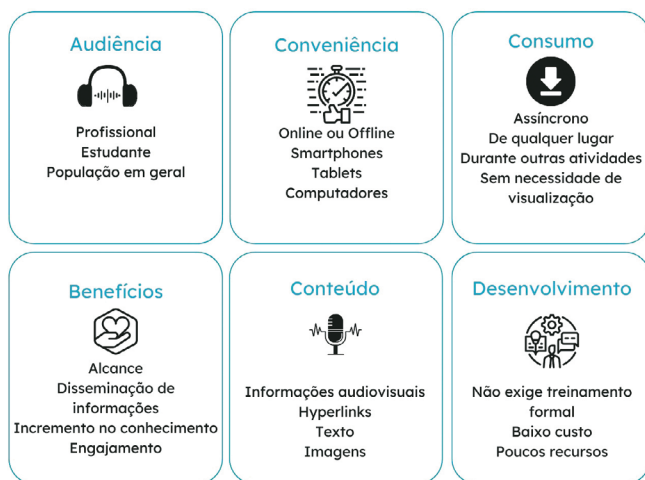 Audiência
Profissional
Estudante
População em geral
Conveniência
Online ou Offline
Smartphones
Tablets
Computadores
Consumo
Assíncrono
De qualquer lugar
Durante outras atividades
Sem necessidade de
visualização
Benefícios
Alcance
Disseminação de
informações
Incremento no conhecimento
Engajamento
Conteúdo
Informações audiovisuais
Hyperlinks
Texto
Imagens
Desenvolvimento
Não exige treinamento
formal
Baixo custo
Poucos recursos